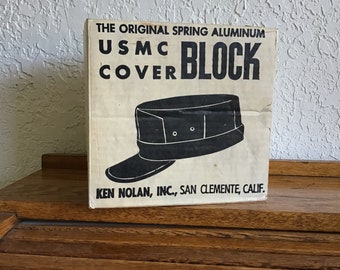 THE ORIGINAL SPRING ALUMINUM
USMC
COVER BLOCK
KEN NOLAN, INC., SAN CLEMENTE, CALIF.